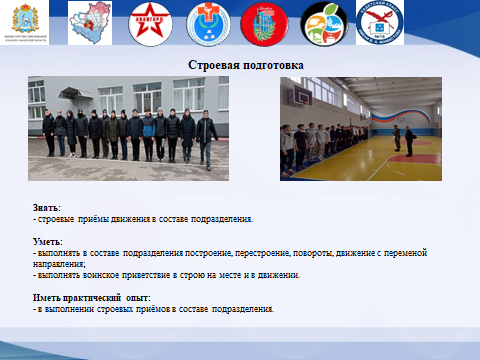 АВАНГАРД
Строевая подготовка
Знать:
- строевые приёмы движения в составе подразделения.
Уметь:
- выполнять в составе подразделения построение, перестроение, повороты, движение с переменой
направления;
- выполнять воинское приветствие в строю на месте и в движении.
Иметь практический опыт:
- в выполнении строевых приёмов в составе подразделения.